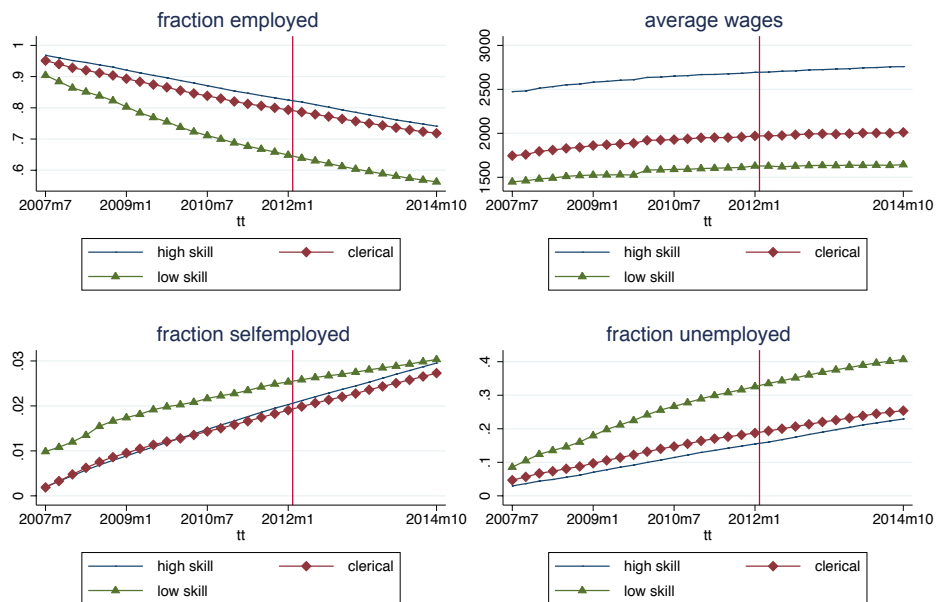 fraction employed
1
.9
.8
.7
.6
2007m7 2009m1 2010m7 2012m1 2014m10
tt
high skill clerical
low skill
average wages
3000
2500
2000
1500
2007m7 2009m1 2010m7 2012m1 2014m10
tt
high skill clerical
low skill
fraction selfemployed
.03
.02
.01
0
2007m7 2009m1 2010m7 2012m1 2014m10
tt
high skill clerical
low skill
fraction unemployed
.4
.3
.2
.1
0
2007m7 2009m1 2010m7 2012m1 2014m10
tt
high skill clerical
low skill